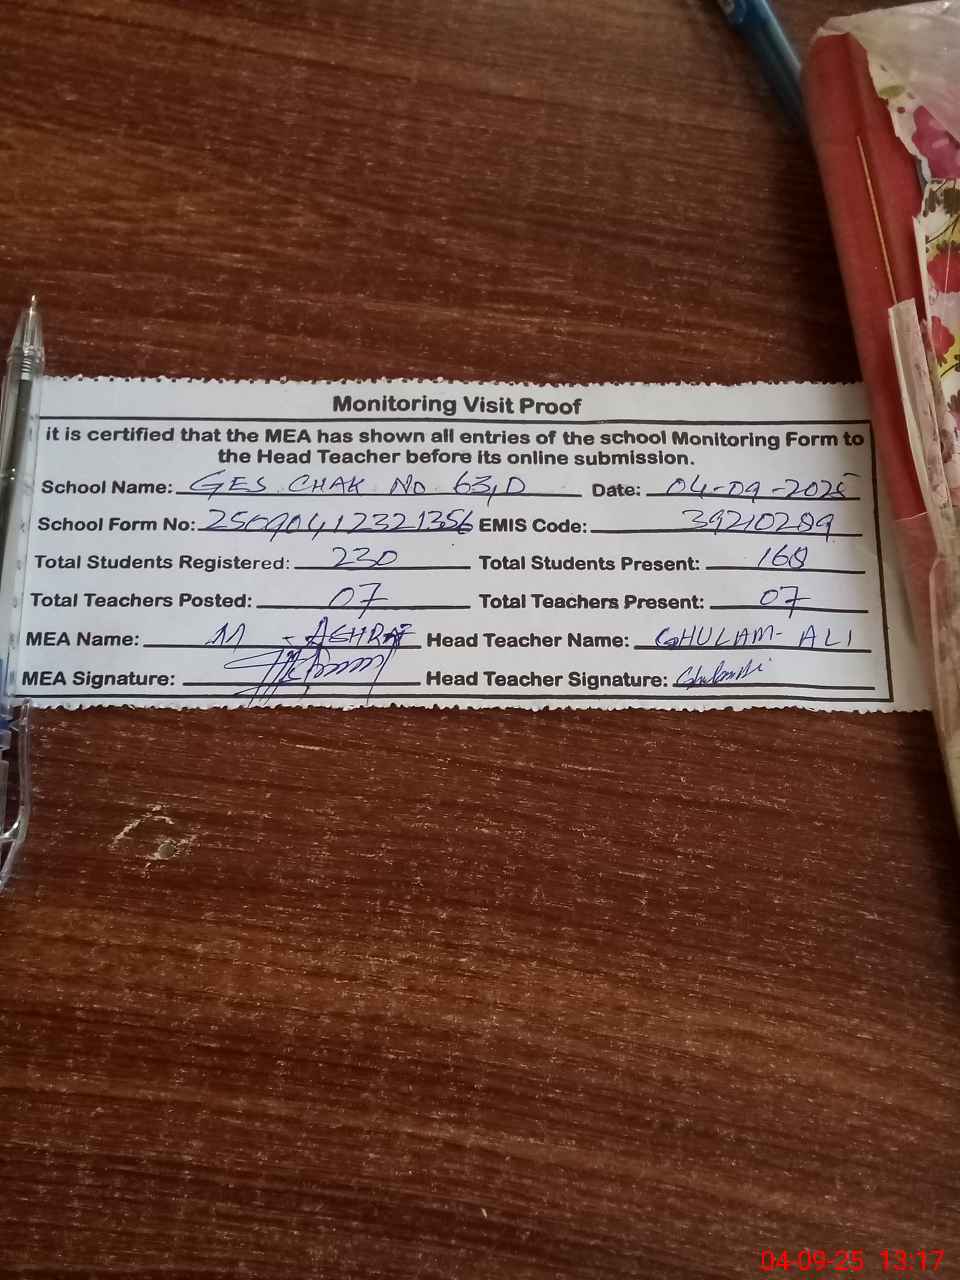 Monitoring Visit Proof
it is certified that the MEA has shown all entries of the school Monitoring Form to
the Head Teacher before its online submission.
School Name: GES CHAK NO 63,D Date: 04-09-2025
School Form No: 25090412321356 EMIS Code: 39210289
Total Students Registered: 230 Total Students Present: 168
Total Teachers Posted: 07 Total Teachers Present: 07
MEA Name: M - ASHRAF Head Teacher Name: GHULAM- ALI
MEA Signature: Head Teacher Signature:
04-09-25 13:17